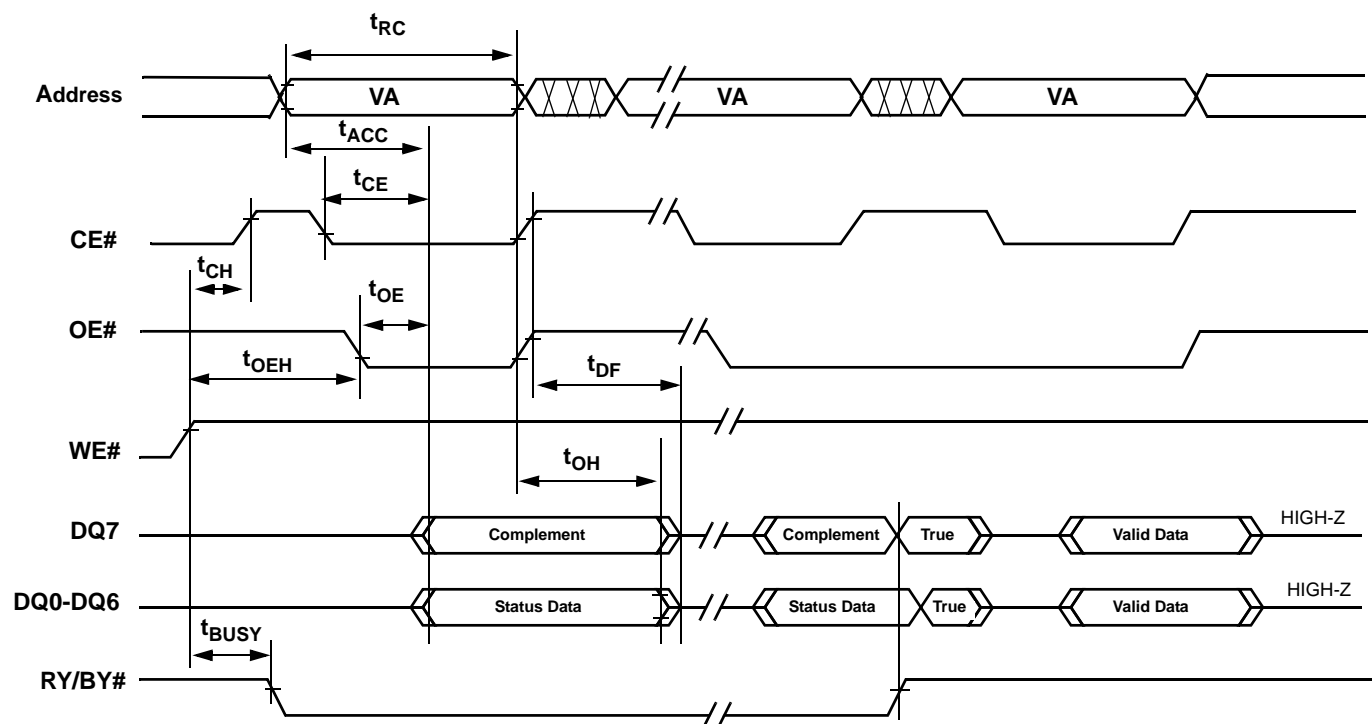 tRC
Address
VA
VA
VA
tACC
tCE
CE#
tCH
tOE
OE#
tOEH
tDF
WE#
tOH
DQ7
Complement
Complement
True
Valid Data
HIGH-Z
DQ0-DQ6
Status Data
Status Data
True
Valid Data
HIGH-Z
tBUSY
RY/BY#